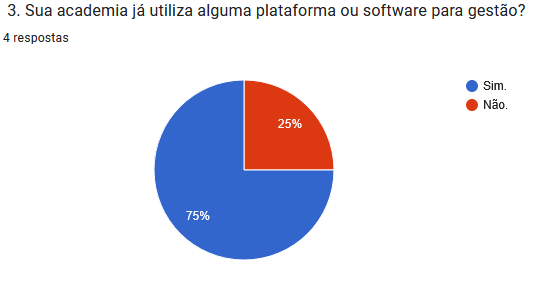 3. Sua academia já utiliza alguma plataforma ou software para gestão?
4 respostas
Sim.
Não.
25%
75%